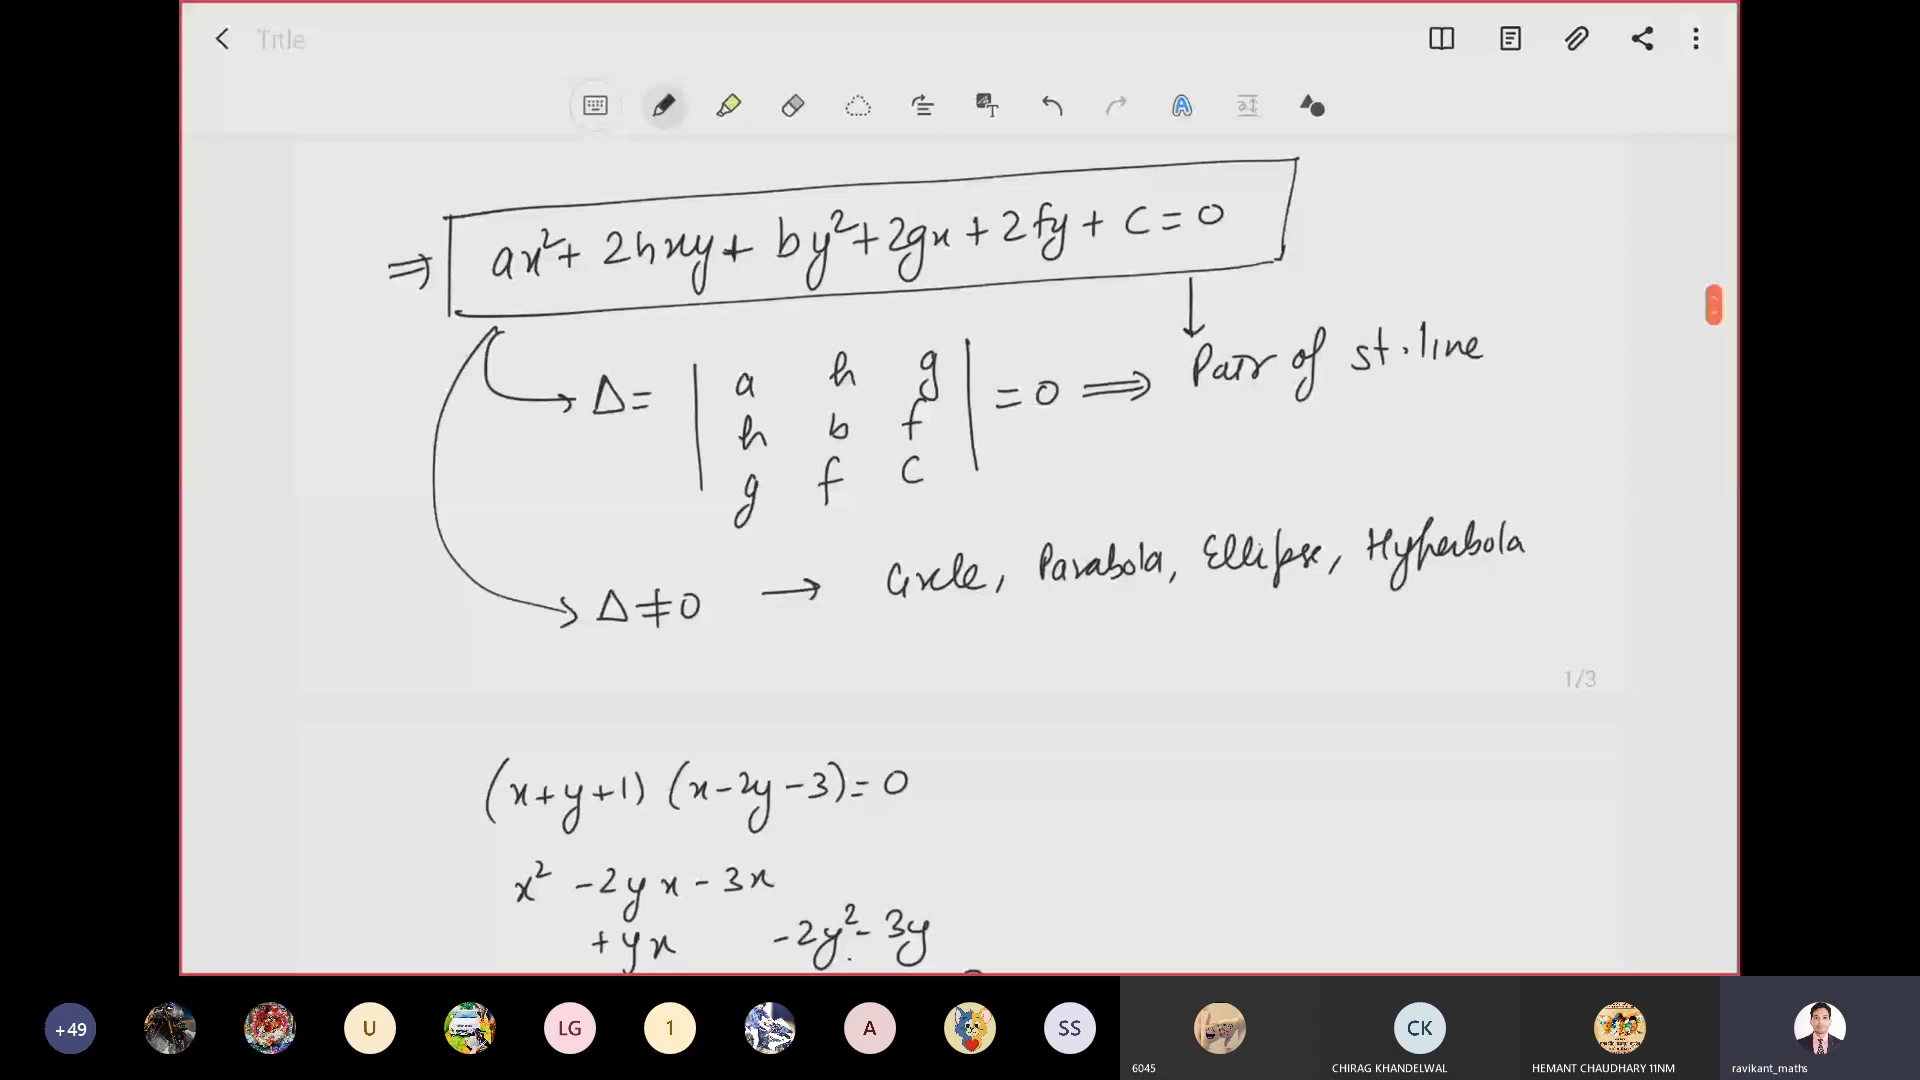 Title
⇒ ax²+ 2hxy+ by²+2gx+2fy+ c=0
Δ= | a h g | =0 ⇒ Pair of st. line
| h b f |
| g f c |
Δ≠0 → Circle, Parabola, Ellipse, Hyperbola
1/3
(x+y+1) (x-2y-3)=0
x² -2yx-3x
+yx -2y²-3y
+49
U
LG
1
A
SS
CK
6045
CHIRAG KHANDELWAL
HEMANT CHAUDHARY 11NM
ravikant_maths